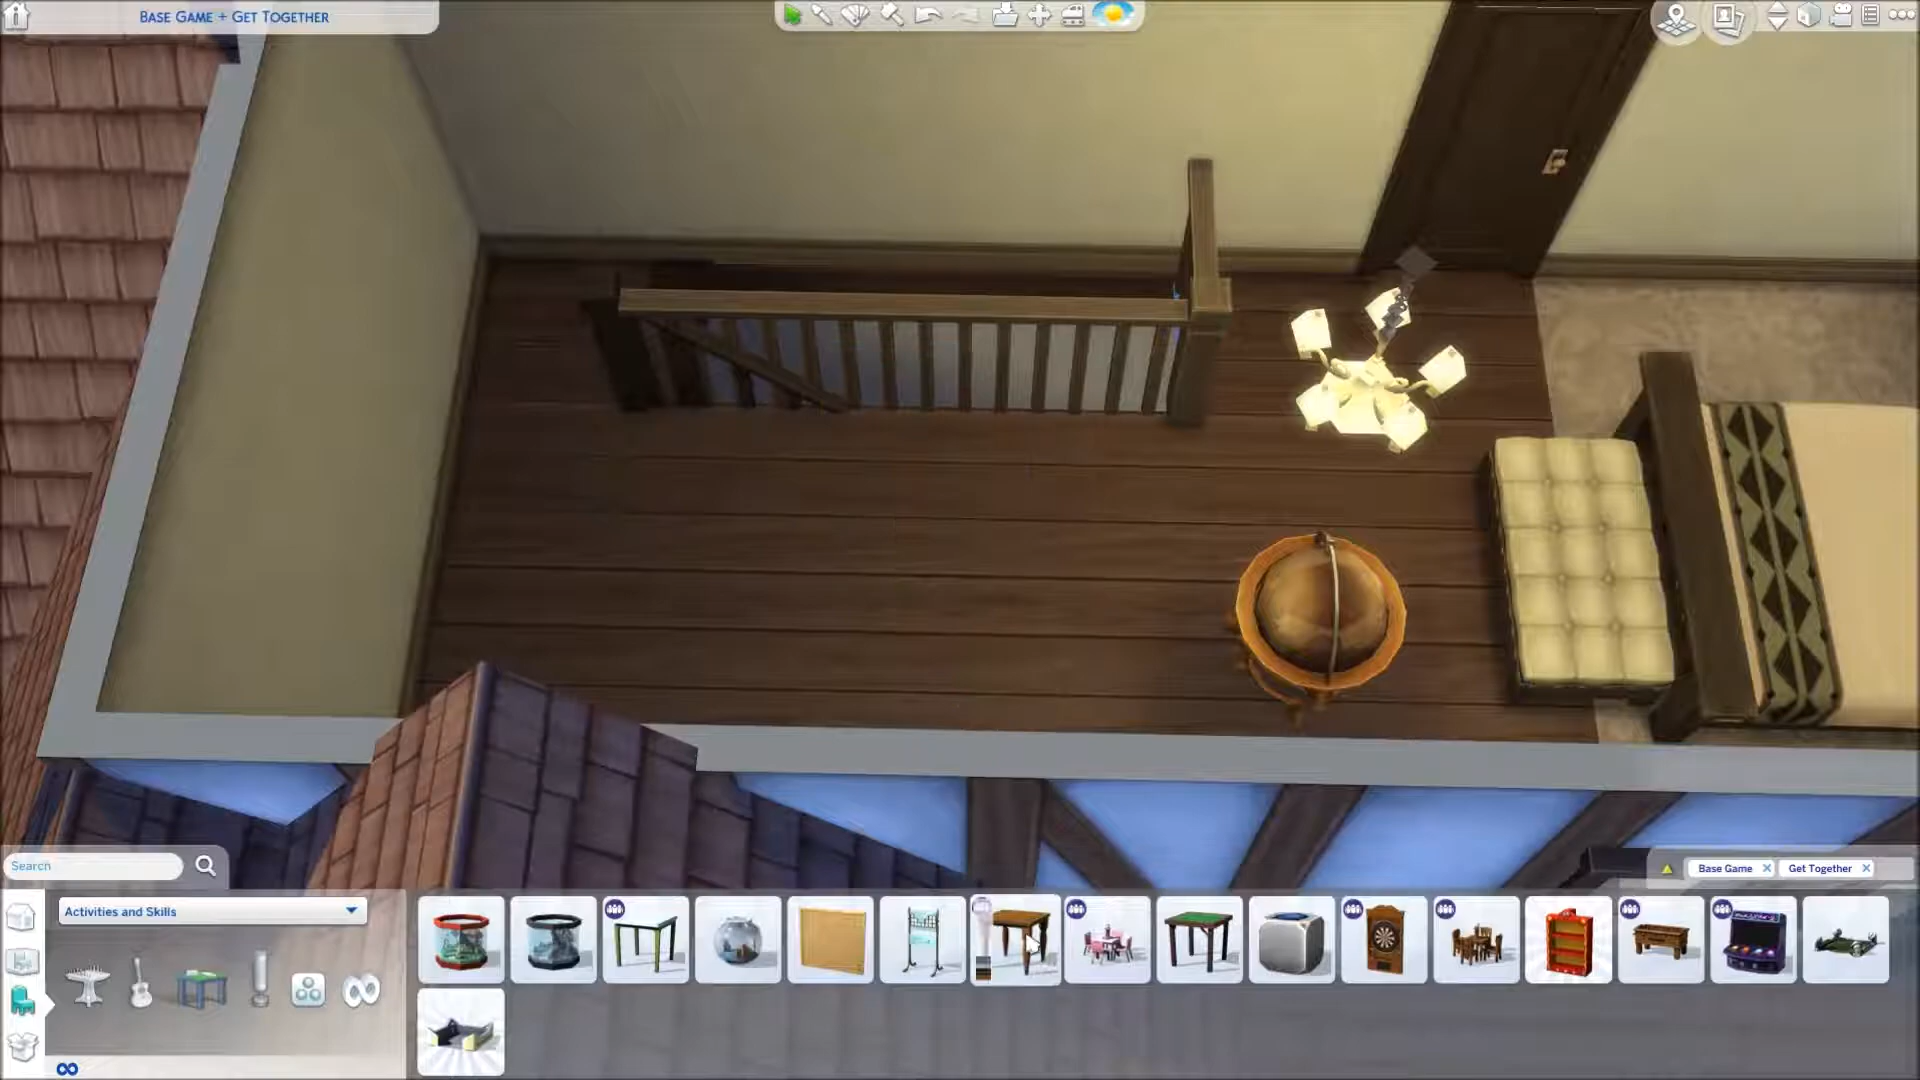 BASE GAME + GET TOGETHER
Search
Base Game
Get Together
Activities and Skills